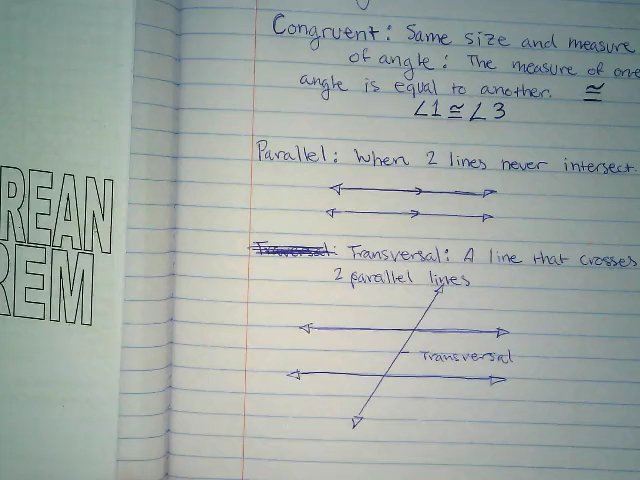 Congruent: Same size and measure
of angle: The measure of one
angle is equal to another. ≅
∠1 ≅ ∠3
Parallel: When 2 lines never intersect.
Transversal: A line that crosses
2 parallel lines
Transversal
REAN
REM